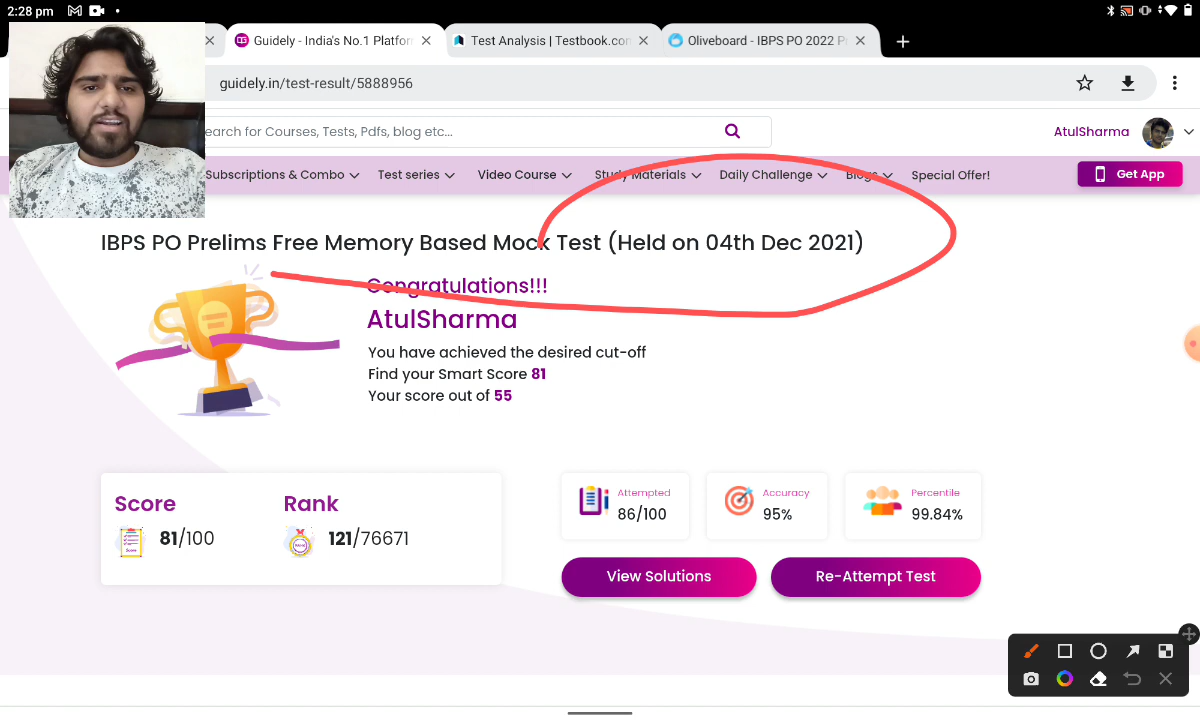 2:28 pm
Guidely - India's No.1 Platfor
Test Analysis | Testbook.co
Oliveboard - IBPS PO 2022 P
guidely.in/test-result/5888956
earch for Courses, Tests, Pdfs, blog etc...
AtulSharma
Subscriptions & Combo
Test series
Video Course
Study Materials
Daily Challenge
Blogs
Special Offer!
Get App
IBPS PO Prelims Free Memory Based Mock Test (Held on 04th Dec 2021)
Congratulations!!!
AtulSharma
You have achieved the desired cut-off
Find your Smart Score 81
Your score out of 55
Score
Rank
81/100
121/76671
Attempted
86/100
Accuracy
95%
Percentile
99.84%
View Solutions
Re-Attempt Test